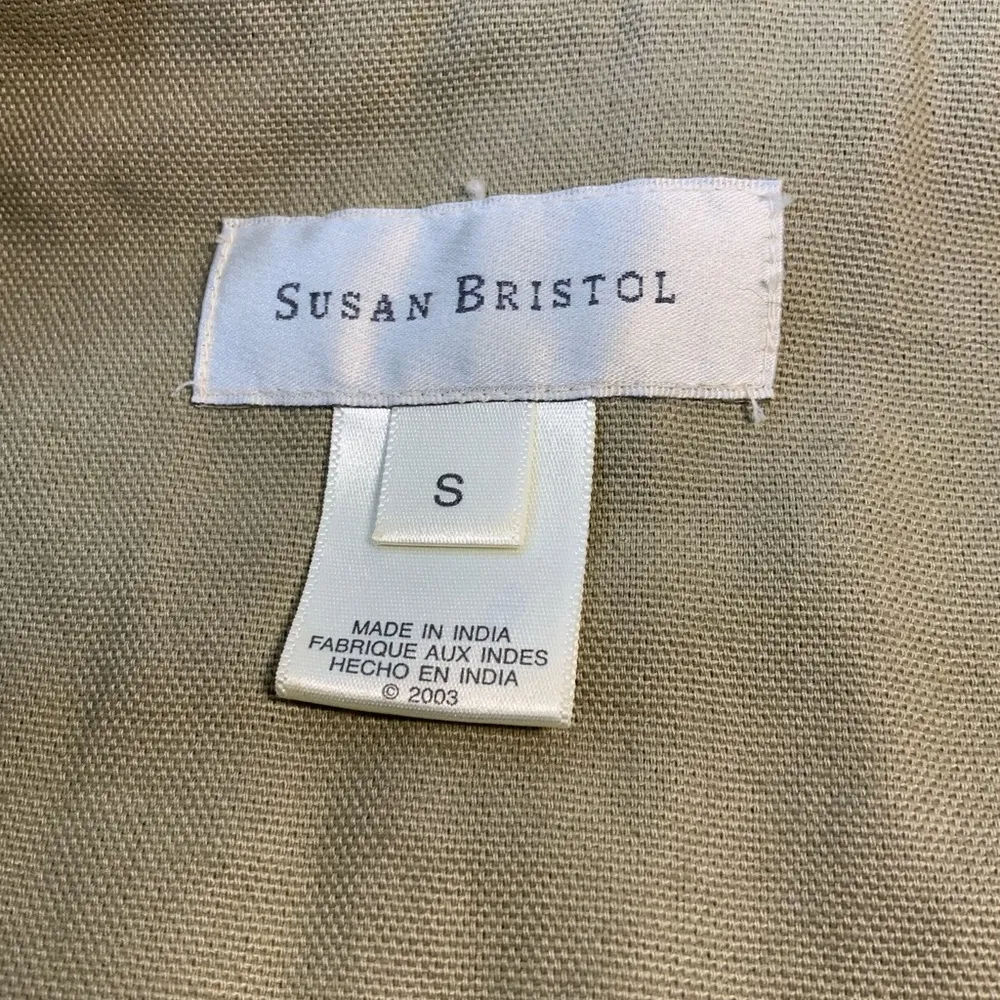 SUSAN BRISTOL
S
MADE IN INDIA
FABRIQUE AUX INDES
HECHO EN INDIA
© 2003